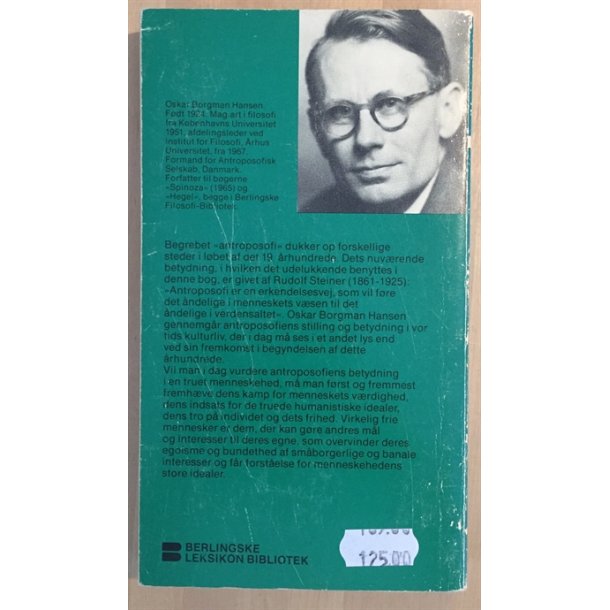 Oskar Borgman Hansen.
Født 1924. Mag.art i filosofi
fra Københavns Universitet
1951, afdelingsleder ved
Institut for Filosofi, Århus
Universitet, fra 1967.
Formand for Antroposofisk
Selskab, Danmark.
Forfatter til bøgerne
»Spinoza« (1965) og
»Hegel«, begge i Berlingske
Filosofi-Bibliotek.
Begrebet »antroposofi« dukker op forskellige
steder i løbet af det 19. århundrede. Dets nuværende
betydning, i hvilken det udelukkende benyttes i
denne bog, er givet af Rudolf Steiner (1861-1925):
»Antroposofi er en erkendelsesvej, som vil føre
det åndelige i menneskets væsen til det
åndelige i verdensaltet«. Oskar Borgman Hansen
gennemgår antroposofiens stilling og betydning i vor
tids kulturliv, der i dag må ses i et andet lys end
ved sin fremkomst i begyndelsen af dette
århundrede.
Vil man i dag vurdere antroposofiens betydning
i en truet menneskehed, må man først og fremmest
fremhæve dens kamp for menneskets værdighed,
dens indsats for de truede humanistiske idealer,
dens tro på individet og dets frihed. Virkelig frie
mennesker er dem, der kan gøre andres mål
og interesser til deres egne, som overvinder deres
egoisme og bundethed af småborgerlige og banale
interesser og får forståelse for menneskehedens
store idealer.
125.00
BERLINGSKE
LEKSIKON BIBLIOTEK